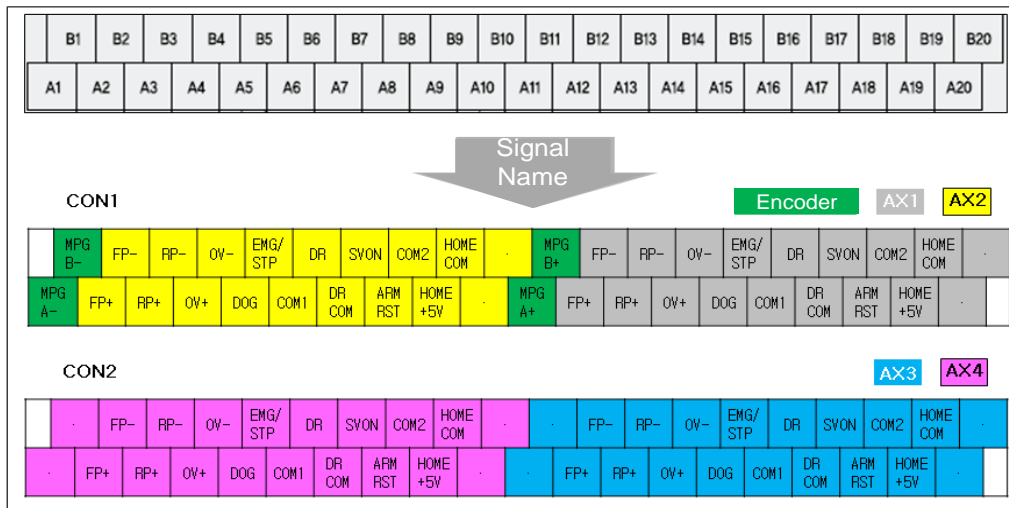 B1 B2 B3 B4 B5 B6 B7 B8 B9 B10 B11 B12 B13 B14 B15 B16 B17 B18 B19 B20
A1 A2 A3 A4 A5 A6 A7 A8 A9 A10 A11 A12 A13 A14 A15 A16 A17 A18 A19 A20
Signal
Name
CON1 Encoder AX1 AX2
MPG B- FP- RP- OV- EMG/STP DR SVON COM2 HOME COM · MPG B+ FP- RP- OV- EMG/STP DR SVON COM2 HOME COM ·
MPG A- FP+ RP+ OV+ DOG COM1 DR COM ARM RST HOME +5V · MPG A+ FP+ RP+ OV+ DOG COM1 DR COM ARM RST HOME +5V ·
CON2 AX3 AX4
· FP- RP- OV- EMG/STP DR SVON COM2 HOME COM · · FP- RP- OV- EMG/STP DR SVON COM2 HOME COM ·
· FP+ RP+ OV+ DOG COM1 DR COM ARM RST HOME +5V · · FP+ RP+ OV+ DOG COM1 DR COM ARM RST HOME +5V ·